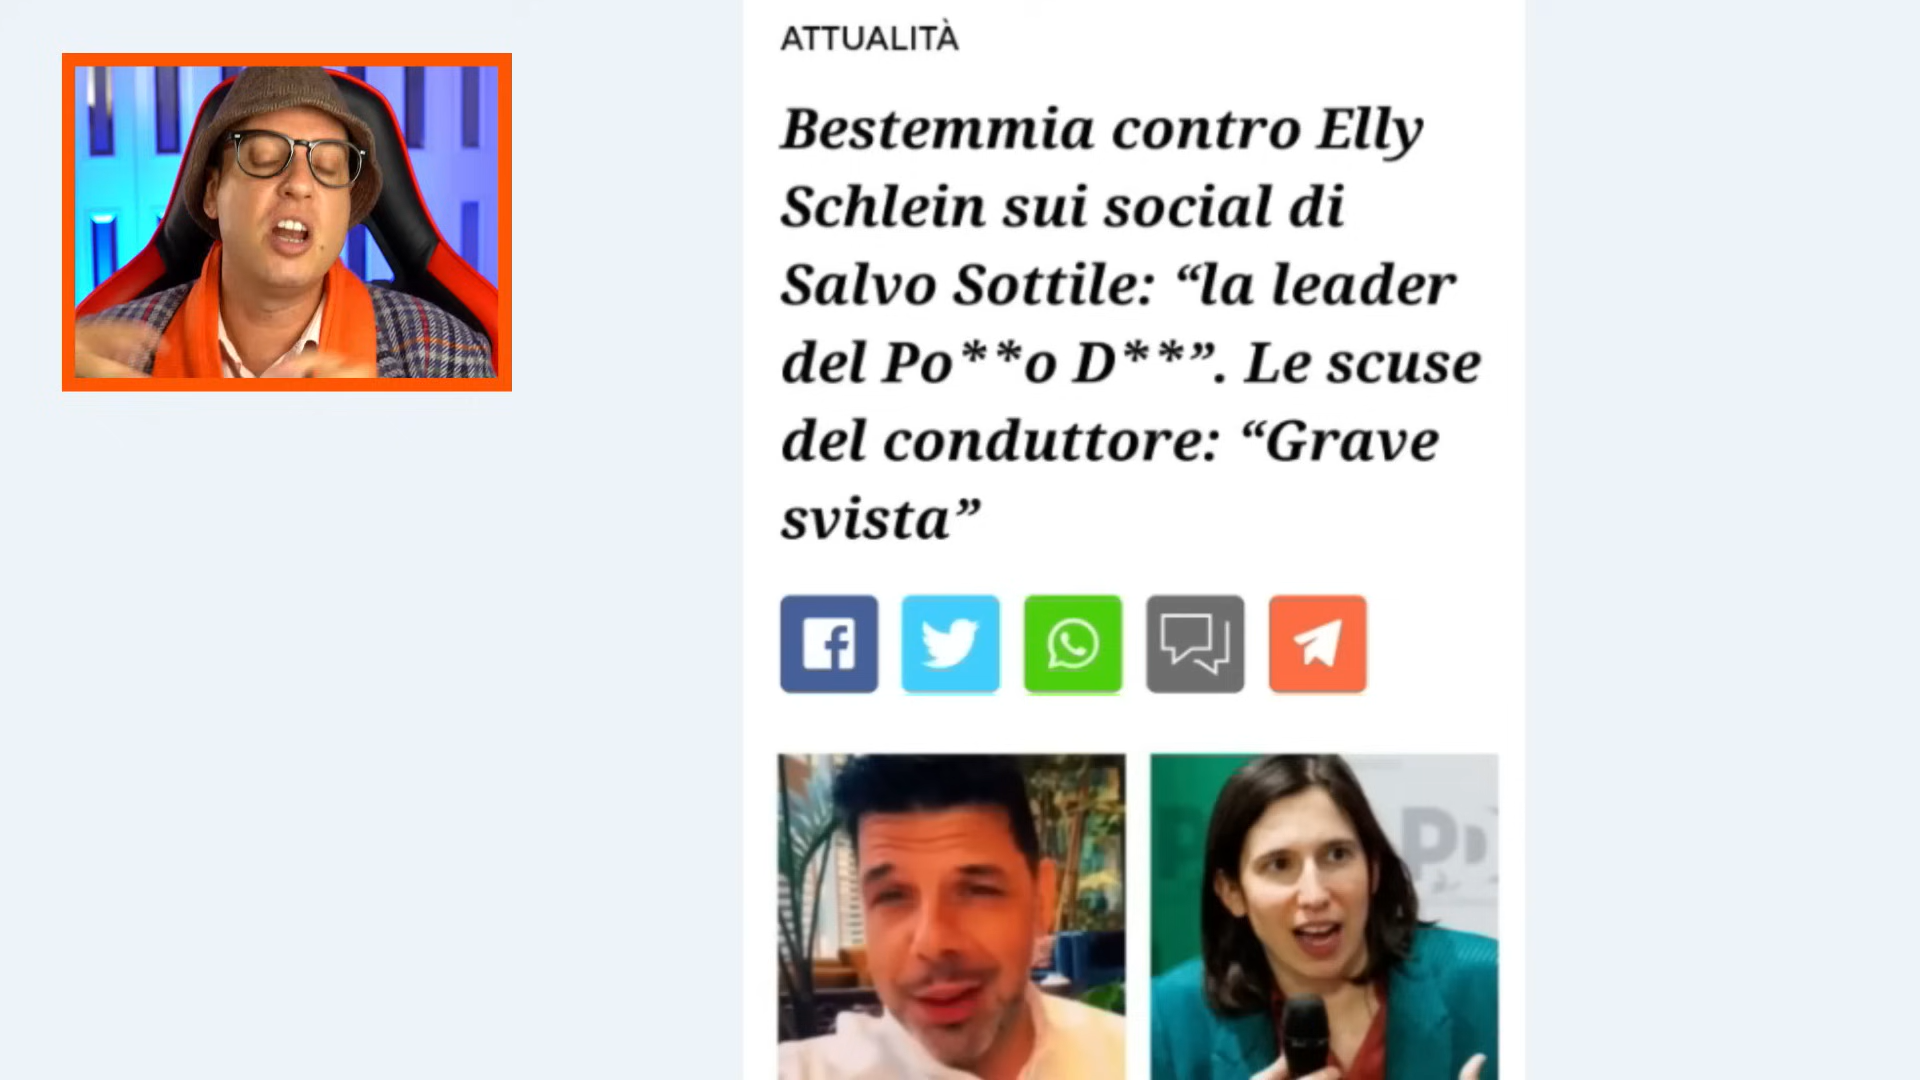 ATTUALITÀ
Bestemmia contro Elly
Schlein sui social di
Salvo Sottile: “la leader
del Po**o D**”. Le scuse
del conduttore: “Grave
svista”
PD